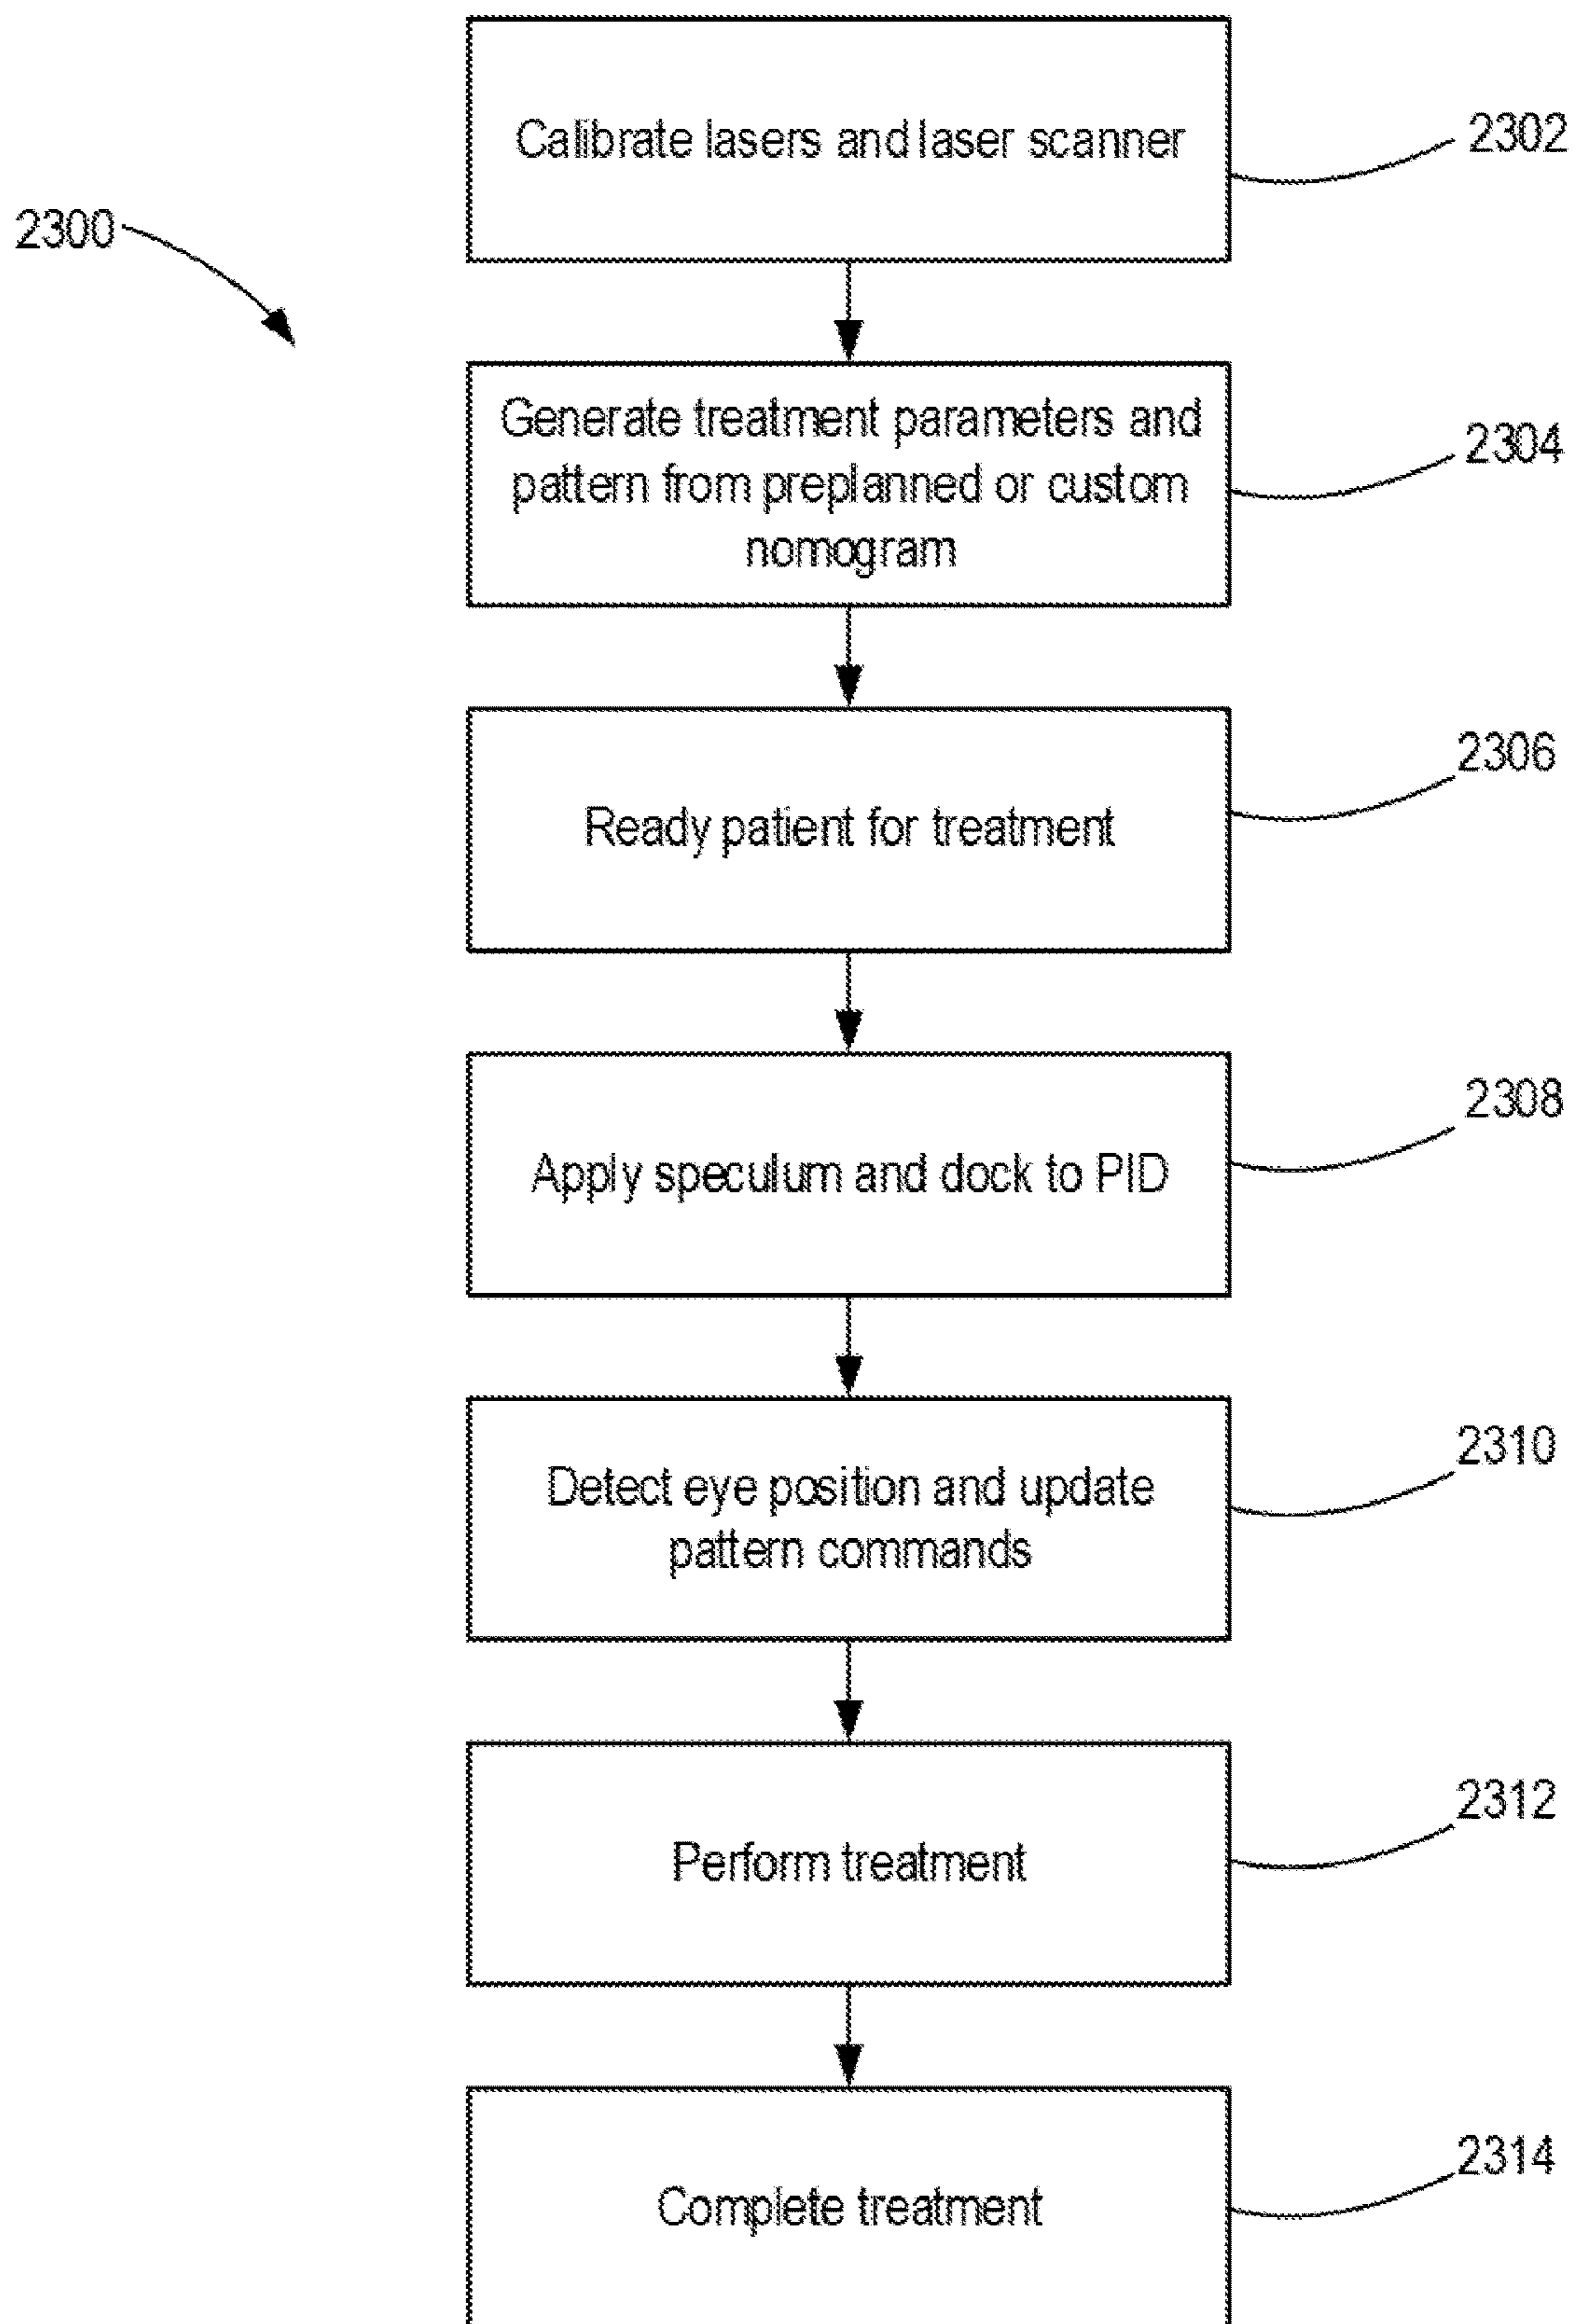 Calibrate lasers and laser scanner
2302
2300
Generate treatment parameters and
pattern from preplanned or custom
nomogram
2304
Ready patient for treatment
2306
Apply speculum and dock to PID
2308
Detect eye position and update
pattern commands
2310
Perform treatment
2312
Complete treatment
2314